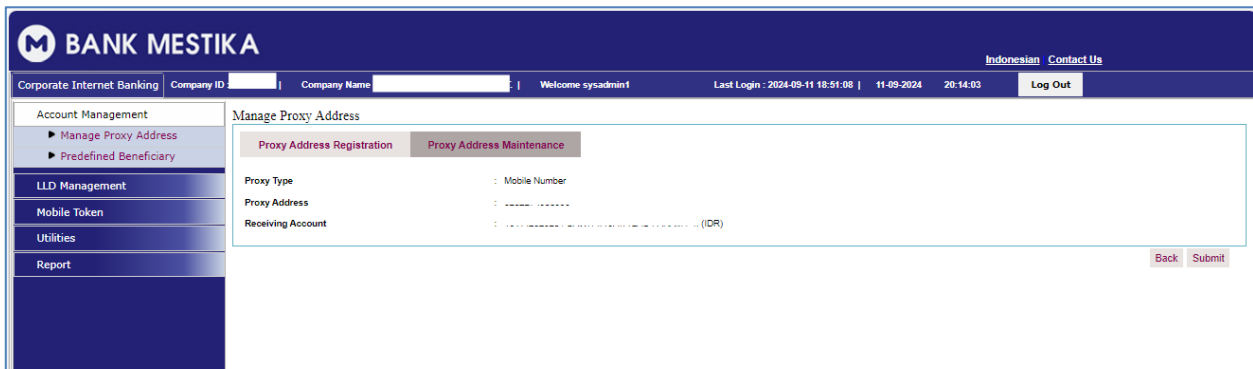 BANK MESTIKA
Indonesian Contact Us
Corporate Internet Banking Company ID : | Company Name | Welcome sysadmin1 Last Login : 2024-09-11 18:51:08 | 11-09-2024 20:14:03 Log Out
Account Management
Manage Proxy Address
Predefined Beneficiary
LLD Management
Mobile Token
Utilities
Report
Manage Proxy Address
Proxy Address Registration Proxy Address Maintenance
Proxy Type : Mobile Number
Proxy Address :
Receiving Account : (IDR)
Back Submit